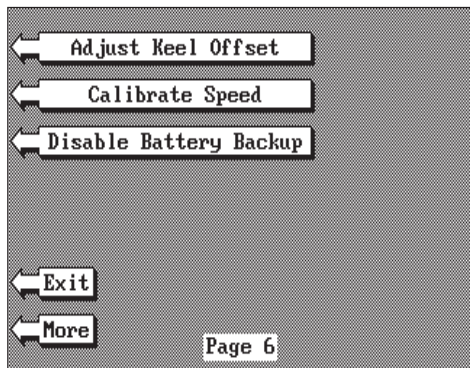 Adjust Keel Offset
Calibrate Speed
Disable Battery Backup
Exit
More
Page 6